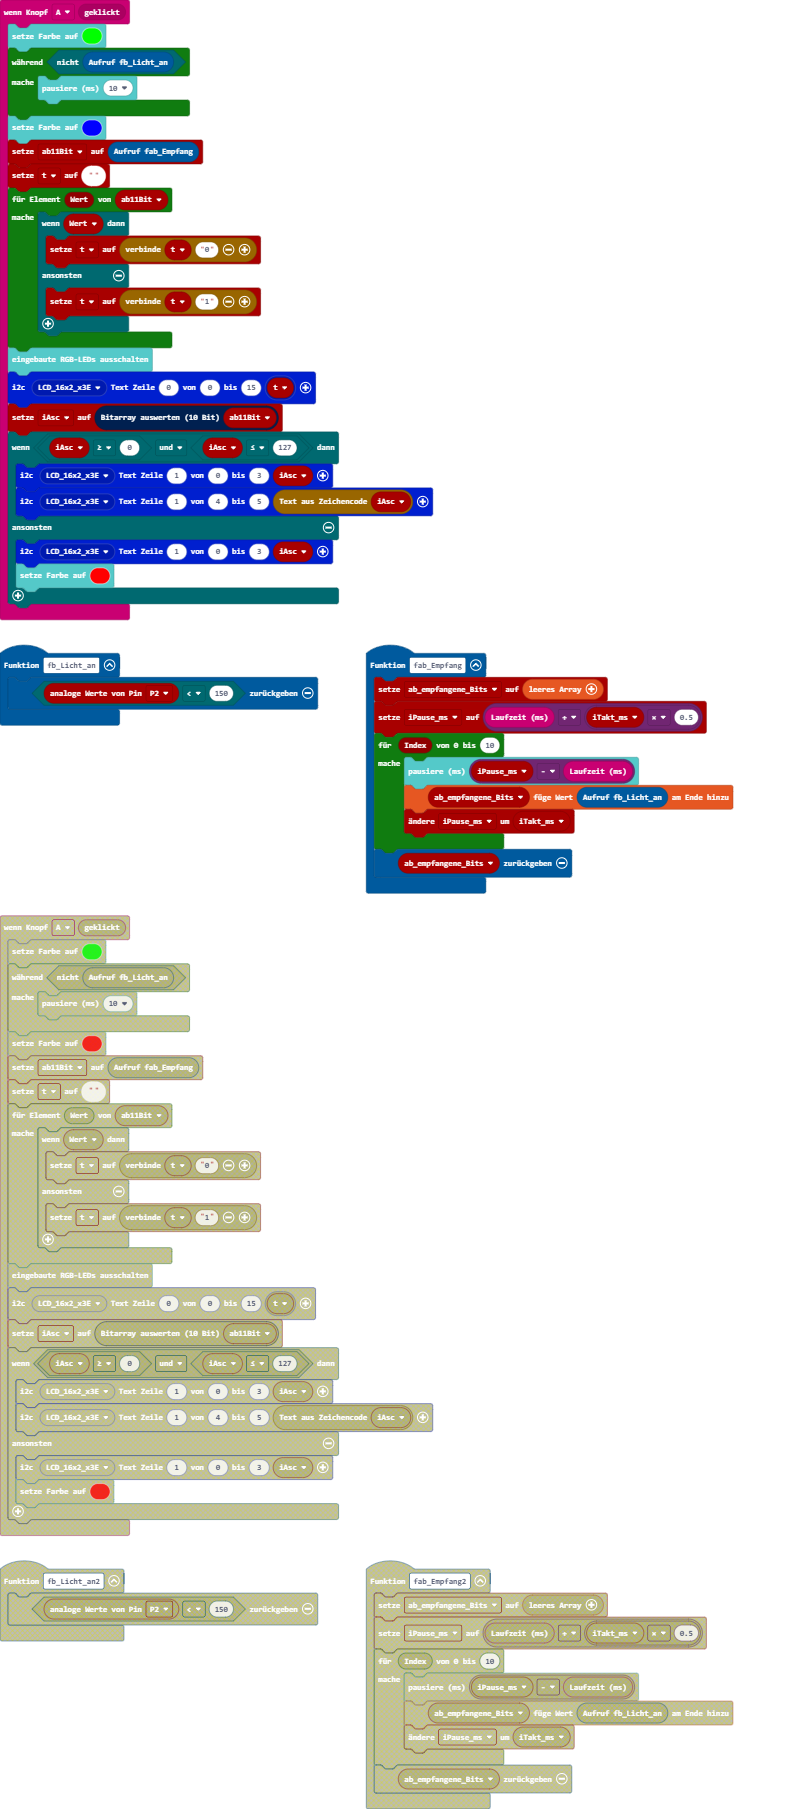 wenn Knopf A geklickt
setze Farbe auf
während nicht Aufruf fb_Licht_an
mache pausiere (ms) 10
setze Farbe auf
setze ab11Bit auf Aufruf fab_Empfang
setze t auf " "
für Element Wert von ab11Bit
mache wenn Wert dann
setze t auf verbinde t "0"
ansonsten
setze t auf verbinde t "1"
eingebaute RGB-LEDs ausschalten
i2c LCD_16x2_x3E Text Zeile 0 von 0 bis 15 t
setze iAsc auf Bitarray auswerten (10 Bit) ab11Bit
wenn iAsc ≥ 0 und iAsc ≤ 127 dann
i2c LCD_16x2_x3E Text Zeile 1 von 0 bis 3 iAsc
i2c LCD_16x2_x3E Text Zeile 1 von 4 bis 5 Text aus Zeichencode iAsc
ansonsten
i2c LCD_16x2_x3E Text Zeile 1 von 0 bis 3 iAsc
setze Farbe auf
Funktion fb_Licht_an
analoge Werte von Pin P2 < 150 zurückgeben
Funktion fab_Empfang
setze ab_empfangene_Bits auf leeres Array
setze iPause_ms auf Laufzeit (ms) + iTakt_ms × 0.5
für Index von 0 bis 10
mache pausiere (ms) iPause_ms - Laufzeit (ms)
ab_empfangene_Bits füge Wert Aufruf fb_Licht_an am Ende hinzu
ändere iPause_ms um iTakt_ms
ab_empfangene_Bits zurückgeben
wenn Knopf A geklickt
setze Farbe auf
während nicht Aufruf fb_Licht_an
mache pausiere (ms) 10
setze Farbe auf
setze ab11Bit auf Aufruf fab_Empfang
setze t auf " "
für Element Wert von ab11Bit
mache wenn Wert dann
setze t auf verbinde t "0"
ansonsten
setze t auf verbinde t "1"
eingebaute RGB-LEDs ausschalten
i2c LCD_16x2_x3E Text Zeile 0 von 0 bis 15 t
setze iAsc auf Bitarray auswerten (10 Bit) ab11Bit
wenn iAsc ≥ 0 und iAsc ≤ 127 dann
i2c LCD_16x2_x3E Text Zeile 1 von 0 bis 3 iAsc
i2c LCD_16x2_x3E Text Zeile 1 von 4 bis 5 Text aus Zeichencode iAsc
ansonsten
i2c LCD_16x2_x3E Text Zeile 1 von 0 bis 3 iAsc
setze Farbe auf
Funktion fb_Licht_an2
analoge Werte von Pin P2 < 150 zurückgeben
Funktion fab_Empfang2
setze ab_empfangene_Bits auf leeres Array
setze iPause_ms auf Laufzeit (ms) + iTakt_ms × 0.5
für Index von 0 bis 10
mache pausiere (ms) iPause_ms - Laufzeit (ms)
ab_empfangene_Bits füge Wert Aufruf fb_Licht_an am Ende hinzu
ändere iPause_ms um iTakt_ms
ab_empfangene_Bits zurückgeben